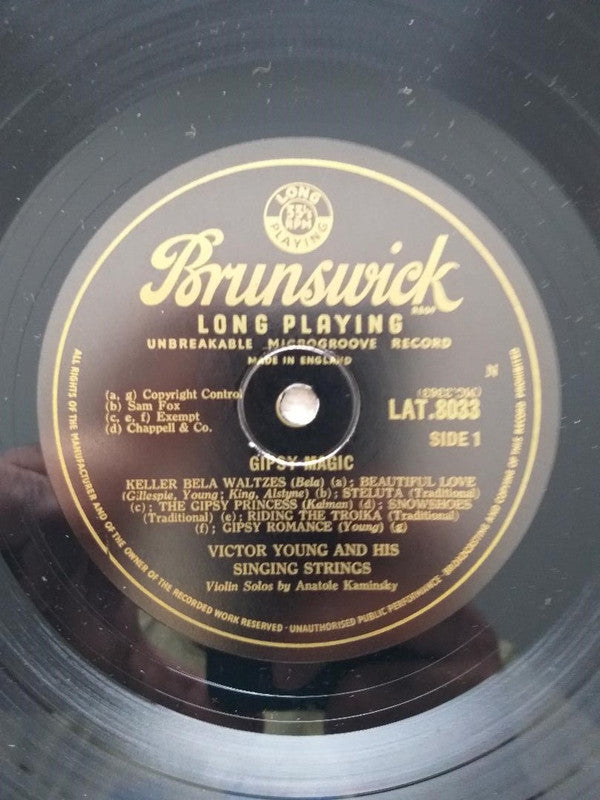 LONG
33⅓
RPM
PLAYING
Brunswick
REGD
LONG PLAYING
UNBREAKABLE MICROGROOVE RECORD
MADE IN ENGLAND
N
(a, g) Copyright Control
(b) Sam Fox
(c, e, f) Exempt
(d) Chappell & Co.
LAT.8033
SIDE 1
GIPSY MAGIC
KELLER BELA WALTZES (Bela) (a); BEAUTIFUL LOVE
(Gillespie, Young; King, Alstyne) (b); STELUTA (Traditional)
(c); THE GIPSY PRINCESS (Kalman) (d); SNOWSHOES
(Traditional) (e); RIDING THE TROIKA (Traditional)
(f); GIPSY ROMANCE (Young) (g)
VICTOR YOUNG AND HIS
SINGING STRINGS
Violin Solos by Anatole Kaminsky
ALL RIGHTS OF THE MANUFACTURER AND OF THE OWNER OF THE RECORDED WORK RESERVED · UNAUTHORISED PUBLIC PERFORMANCE · BROADCASTING AND COPYING OF THIS RECORD PROHIBITED